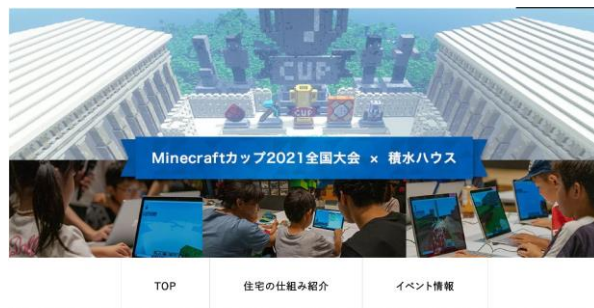 CUP
CUP
Minecraftカップ2021全国大会 × 積水ハウス
TOP
住宅の仕組み紹介
イベント情報